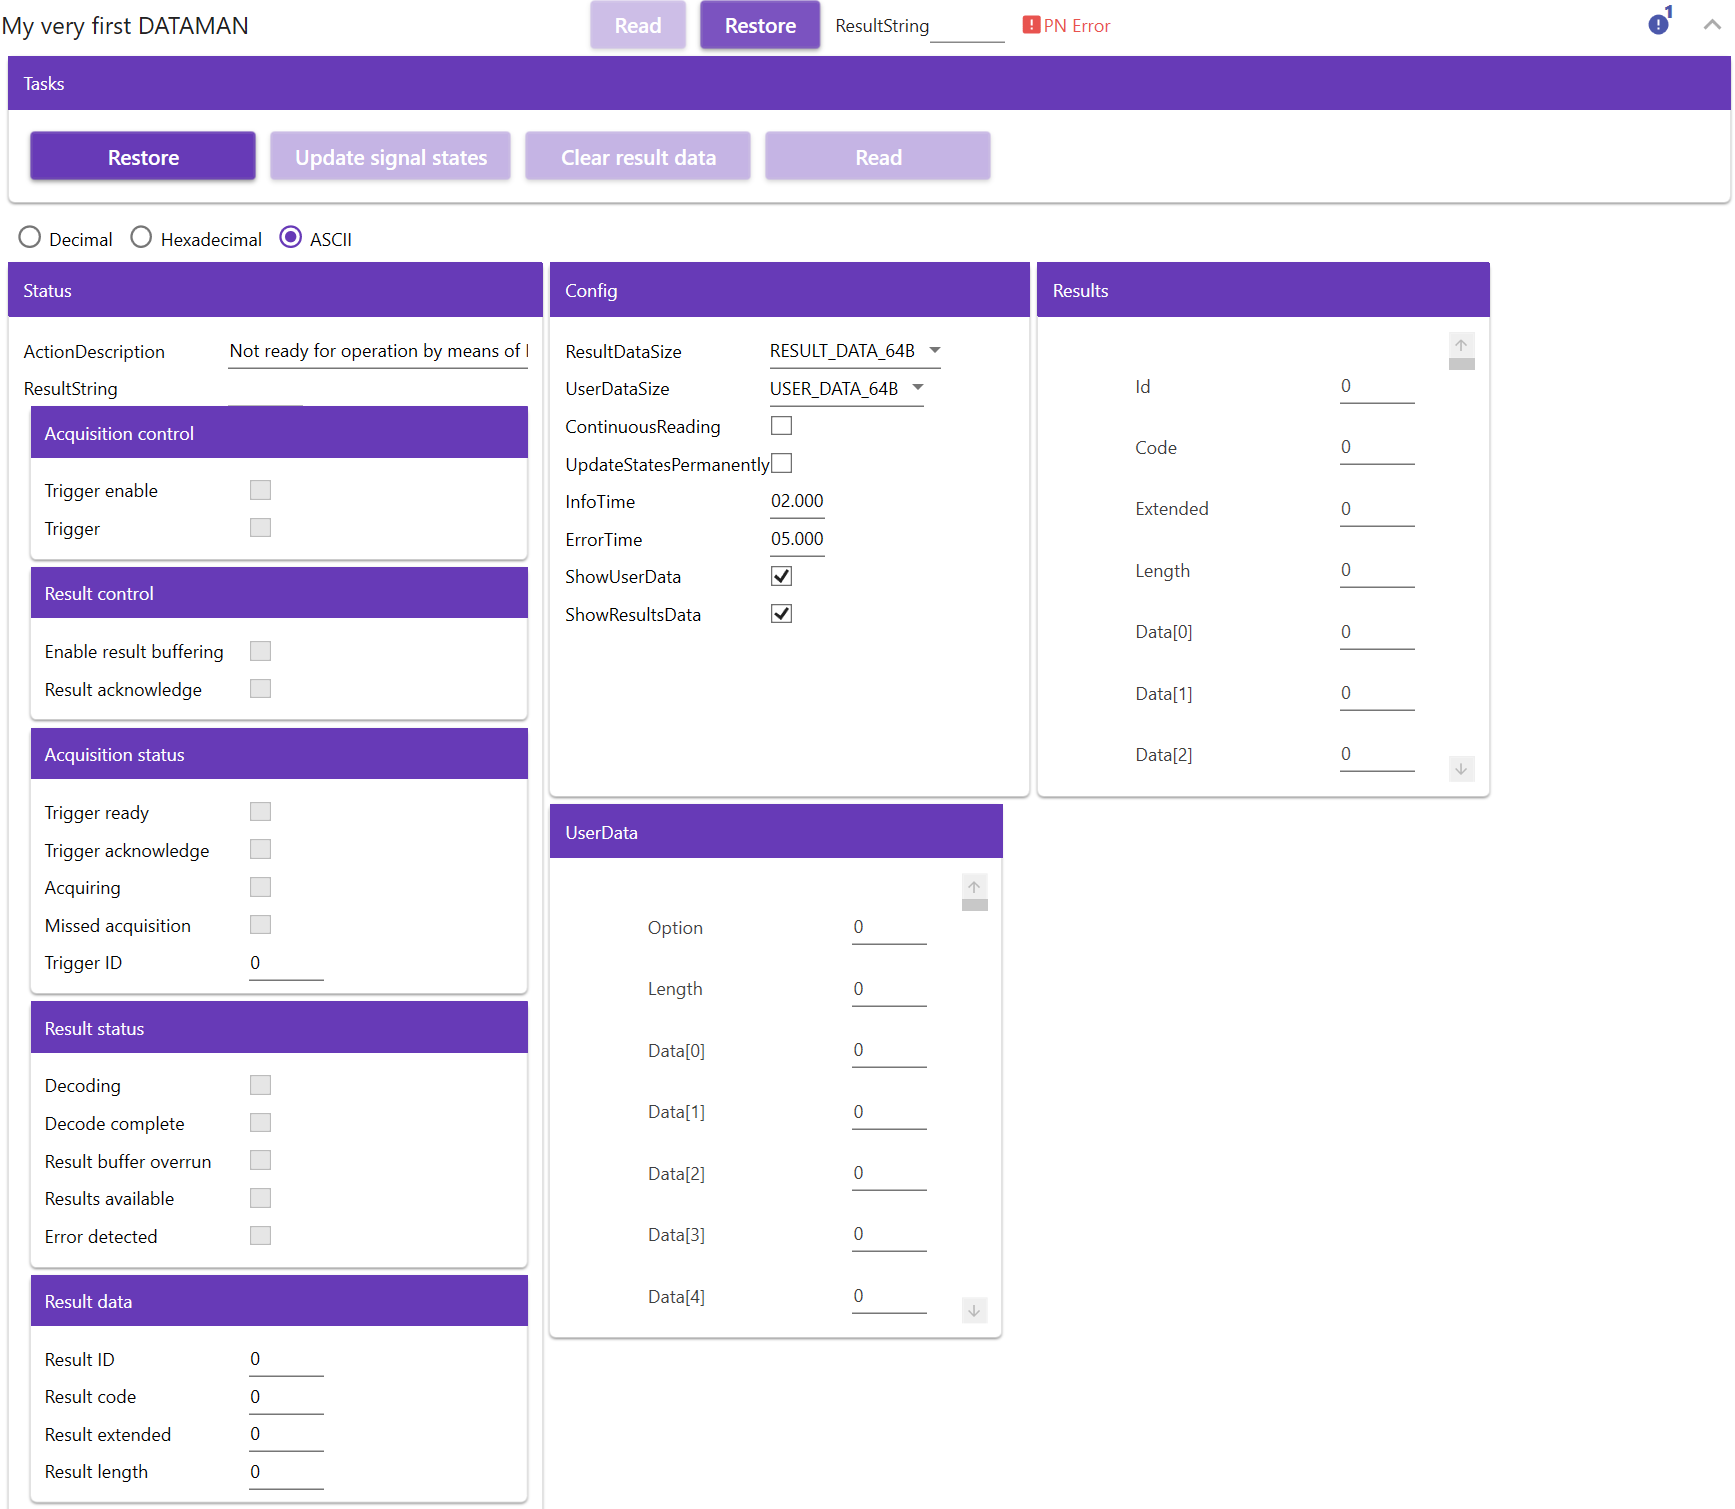 My very first DATAMAN
Read
Restore
ResultString
PN Error
1
Tasks
Restore
Update signal states
Clear result data
Read
Decimal
Hexadecimal
ASCII
Status
ActionDescription
Not ready for operation by means of
ResultString
Acquisition control
Trigger enable
Trigger
Result control
Enable result buffering
Result acknowledge
Acquisition status
Trigger ready
Trigger acknowledge
Acquiring
Missed acquisition
Trigger ID 0
Result status
Decoding
Decode complete
Result buffer overrun
Results available
Error detected
Result data
Result ID 0
Result code 0
Result extended 0
Result length 0
Config
ResultDataSize RESULT_DATA_64B
UserDataSize USER_DATA_64B
ContinuousReading
UpdateStatesPermanently
InfoTime 02.000
ErrorTime 05.000
ShowUserData
ShowResultsData
UserData
Option 0
Length 0
Data[0] 0
Data[1] 0
Data[2] 0
Data[3] 0
Data[4] 0
Results
Id 0
Code 0
Extended 0
Length 0
Data[0] 0
Data[1] 0
Data[2] 0